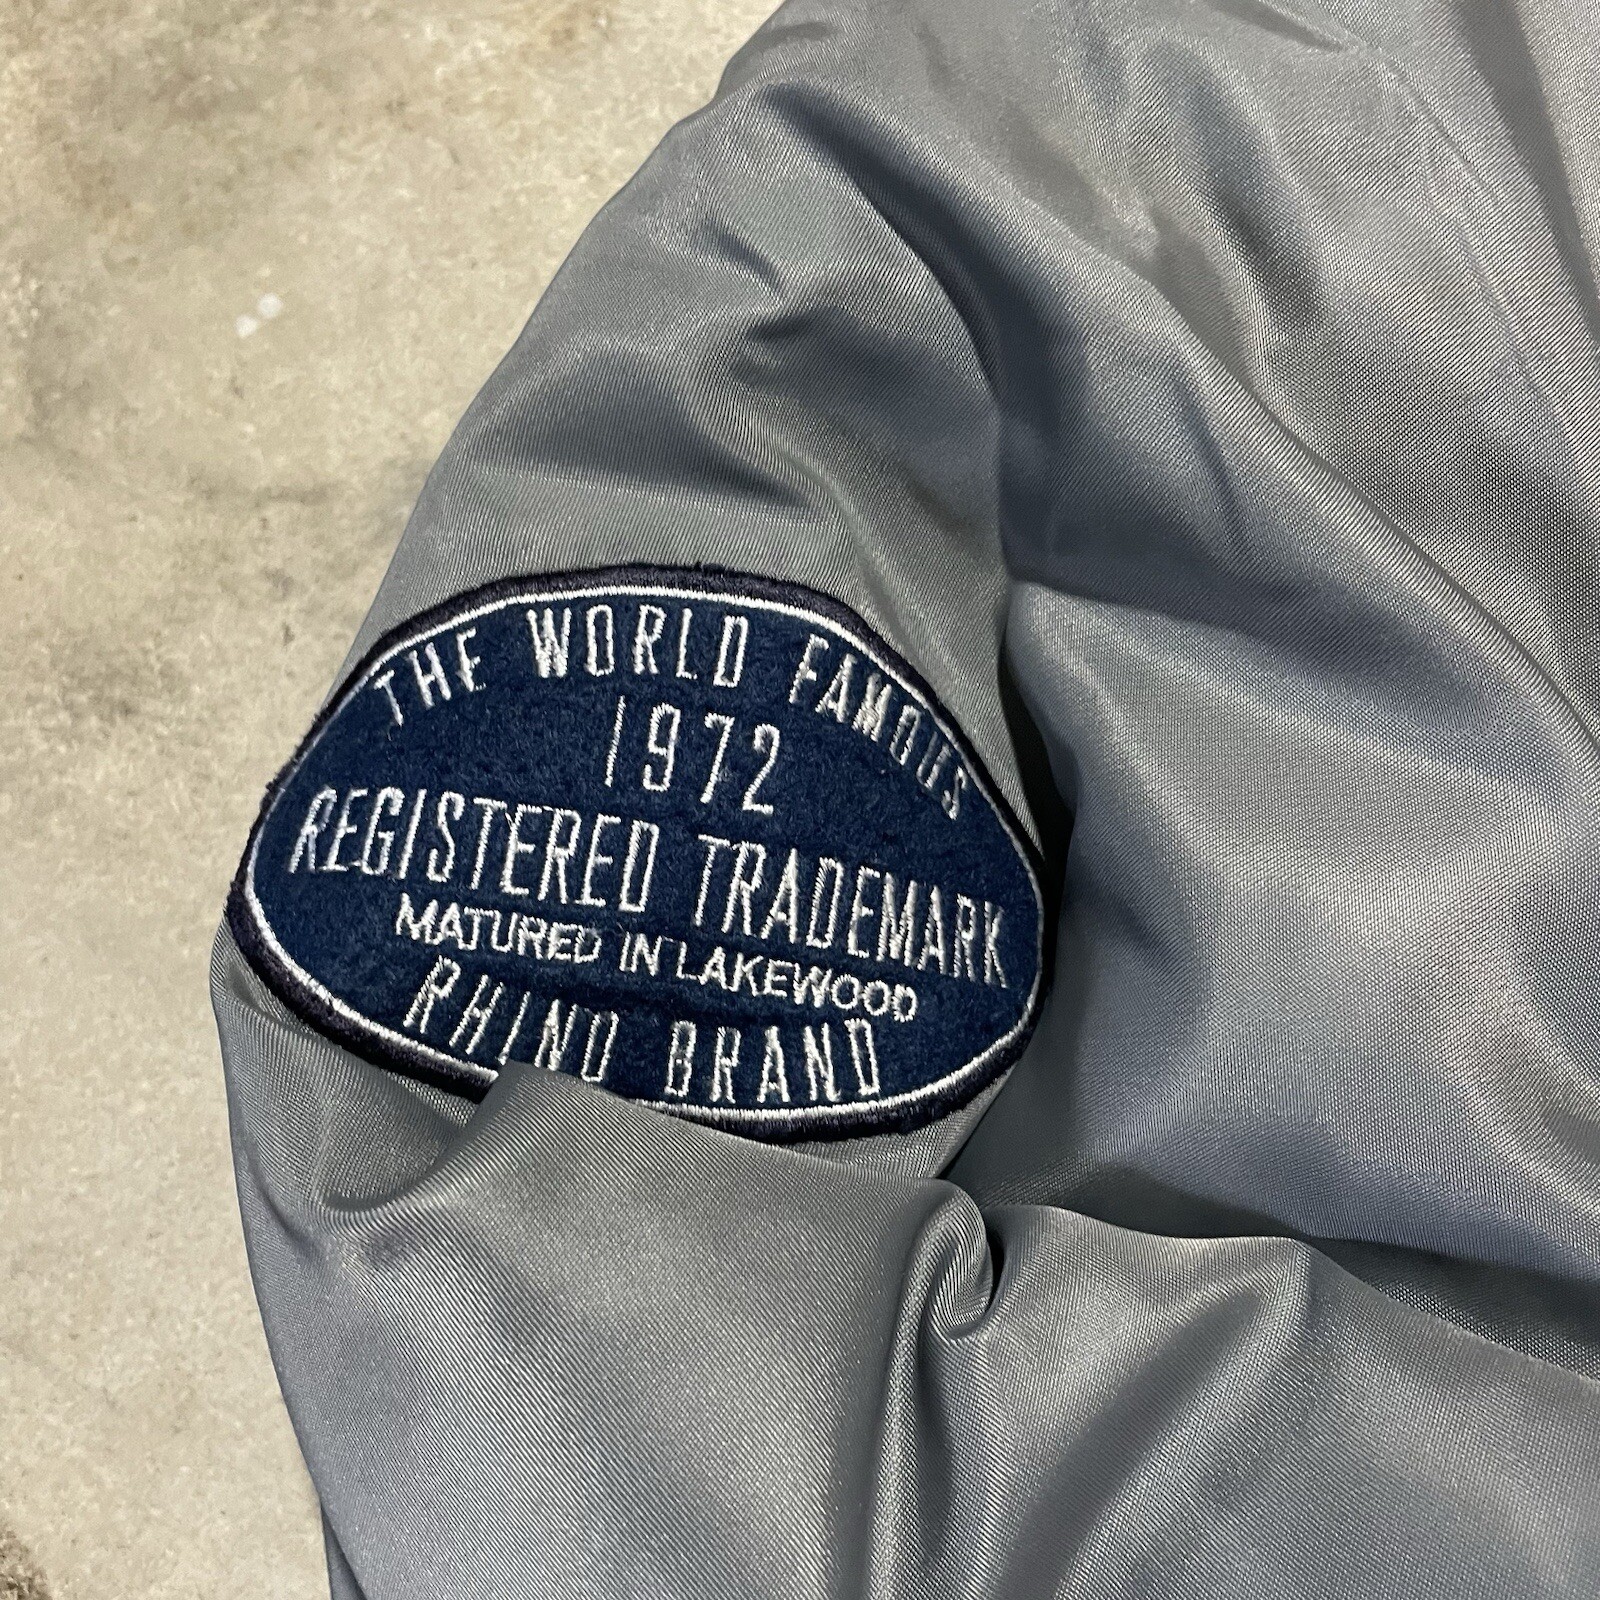 THE WORLD FAMOUS
1972
REGISTERED TRADEMARK
MATURED IN LAKEWOOD
RHINO BRAND